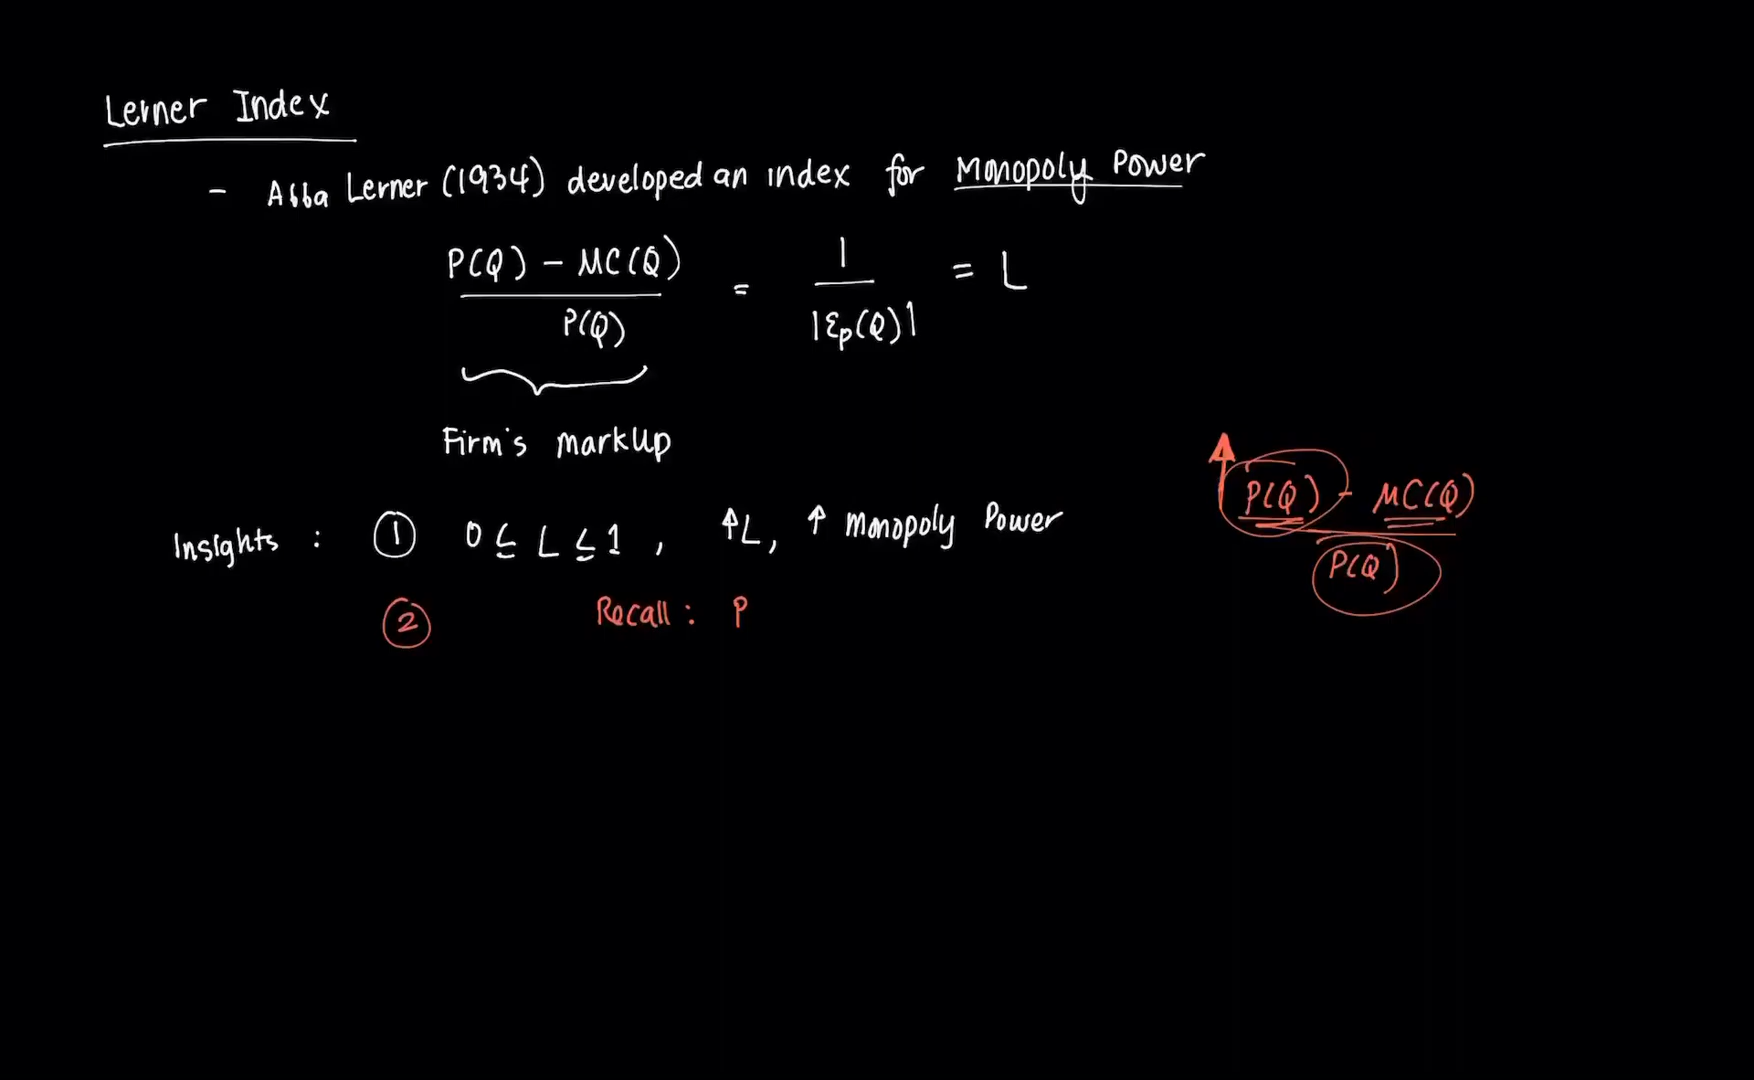 Lerner Index
- Abba Lerner (1934) developed an index for Monopoly Power
P(Q) - MC(Q) / P(Q) = 1 / |εp(Q)| = L
Firm's markup
P(Q) - MC(Q) / P(Q)
Insights : ① 0 ≤ L ≤ 1 , ↑L, ↑ Monopoly Power
② Recall : P